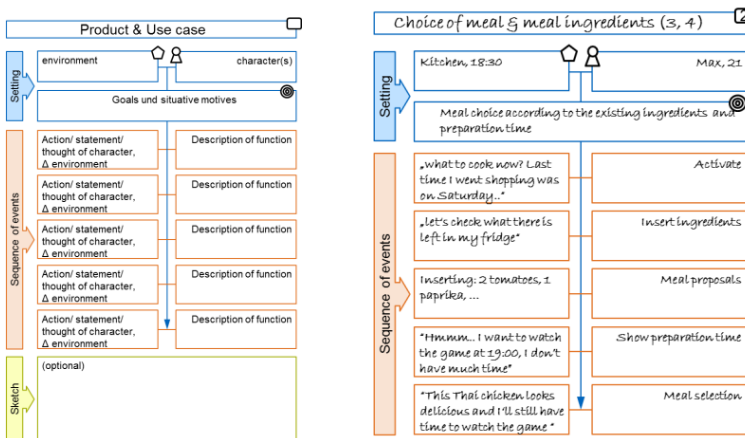 Product & Use case
environment
character(s)
Setting
Goals und situative motives
Sequence of events
Action/ statement/
thought of character,
Δ environment
Description of function
Action/ statement/
thought of character,
Δ environment
Description of function
Action/ statement/
thought of character,
Δ environment
Description of function
Action/ statement/
thought of character,
Δ environment
Description of function
Action/ statement/
thought of character,
Δ environment
Description of function
Sketch
(optional)
Choice of meal & meal ingredients (3, 4)
Kitchen, 18:30
Max, 21
Setting
Meal choice according to the existing ingredients and
preparation time
Sequence of events
„what to cook now? Last
time I went shopping was
on Saturday.."
Activate
„let's check what there is
left in my fridge"
Insert ingredients
Inserting: 2 tomatoes, 1
paprika, ...
Meal proposals
"Hmmm... I want to watch
the game at 19:00, I don't
have much time"
Show preparation time
"This Thai chicken looks
delicious and I'll still have
time to watch the game "
Meal selection